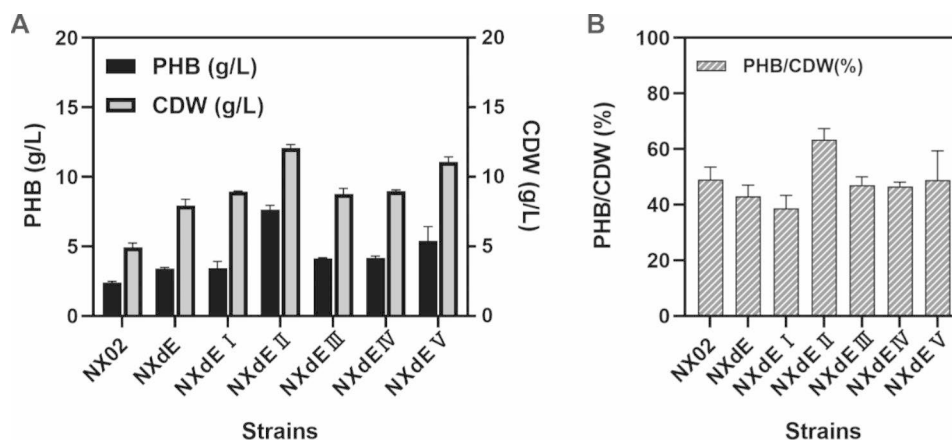 A
PHB (g/L)
CDW (g/L)
20
15
10
5
0
PHB (g/L)
20
15
10
5
0
CDW (g/L)
NX02
NXdE
NXdE Ⅰ
NXdE Ⅱ
NXdE Ⅲ
NXdE Ⅳ
NXdE Ⅴ
Strains
B
PHB/CDW(%)
100
80
60
40
20
0
PHB/CDW (%)
NX02
NXdE
NXdE Ⅰ
NXdE Ⅱ
NXdE Ⅲ
NXdE Ⅳ
NXdE Ⅴ
Strains